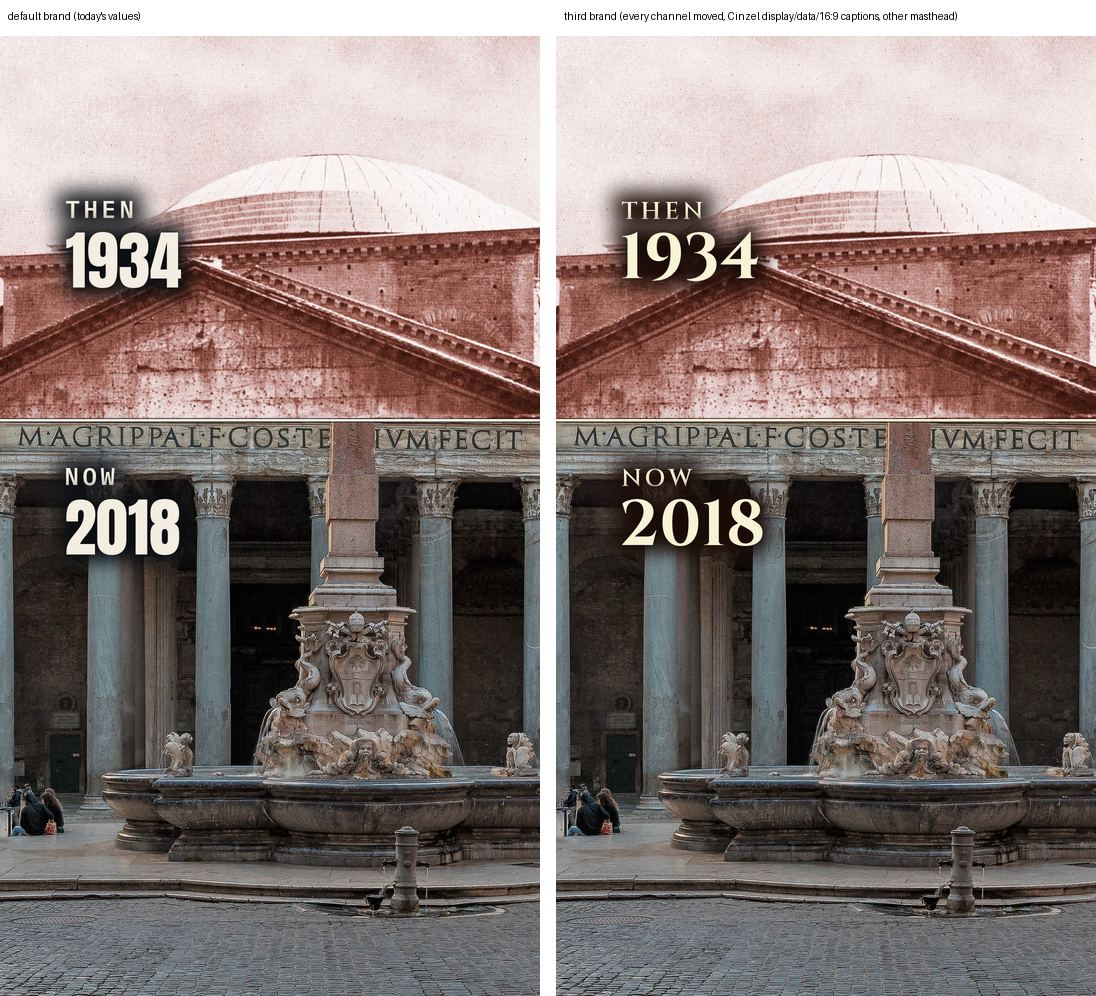 default brand (today's values)
third brand (every channel moved, Cinzel display/data/16:9 captions, other masthead)
THEN
1934
M·AGRIPPA·L·F·COS·TE IVM·FECIT
NOW
2018
THEN
1934
M·AGRIPPA·L·F·COS·TE IVM·FECIT
NOW
2018